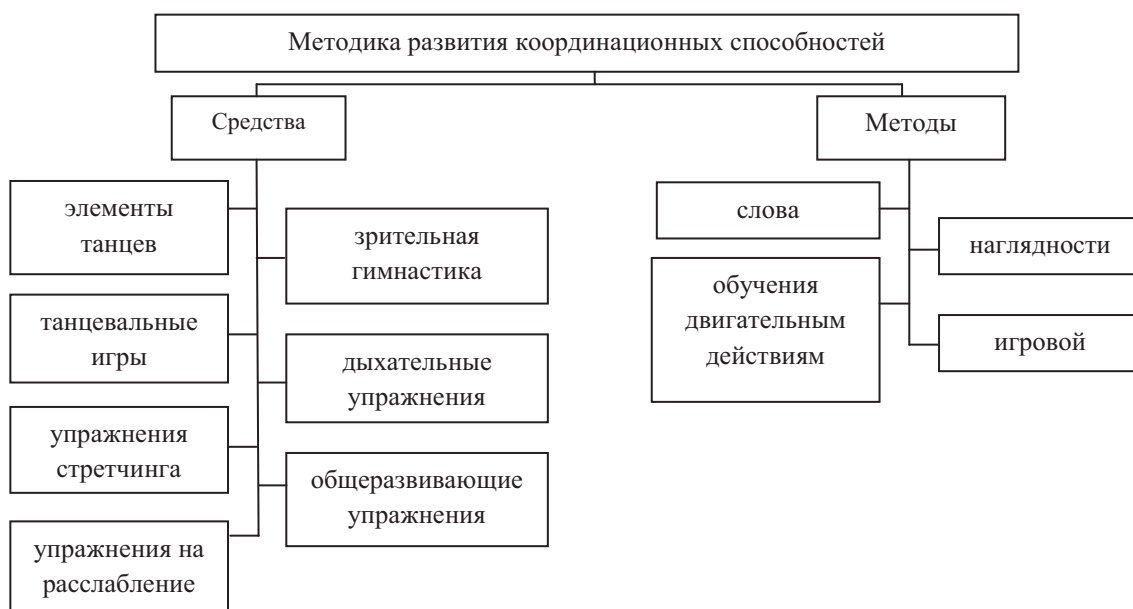 Методика развития координационных способностей
Средства
Методы
элементы
танцев
зрительная
гимнастика
танцевальные
игры
дыхательные
упражнения
упражнения
стретчинга
общеразвивающие
упражнения
упражнения на
расслабление
слова
наглядности
обучения
двигательным
действиям
игровой